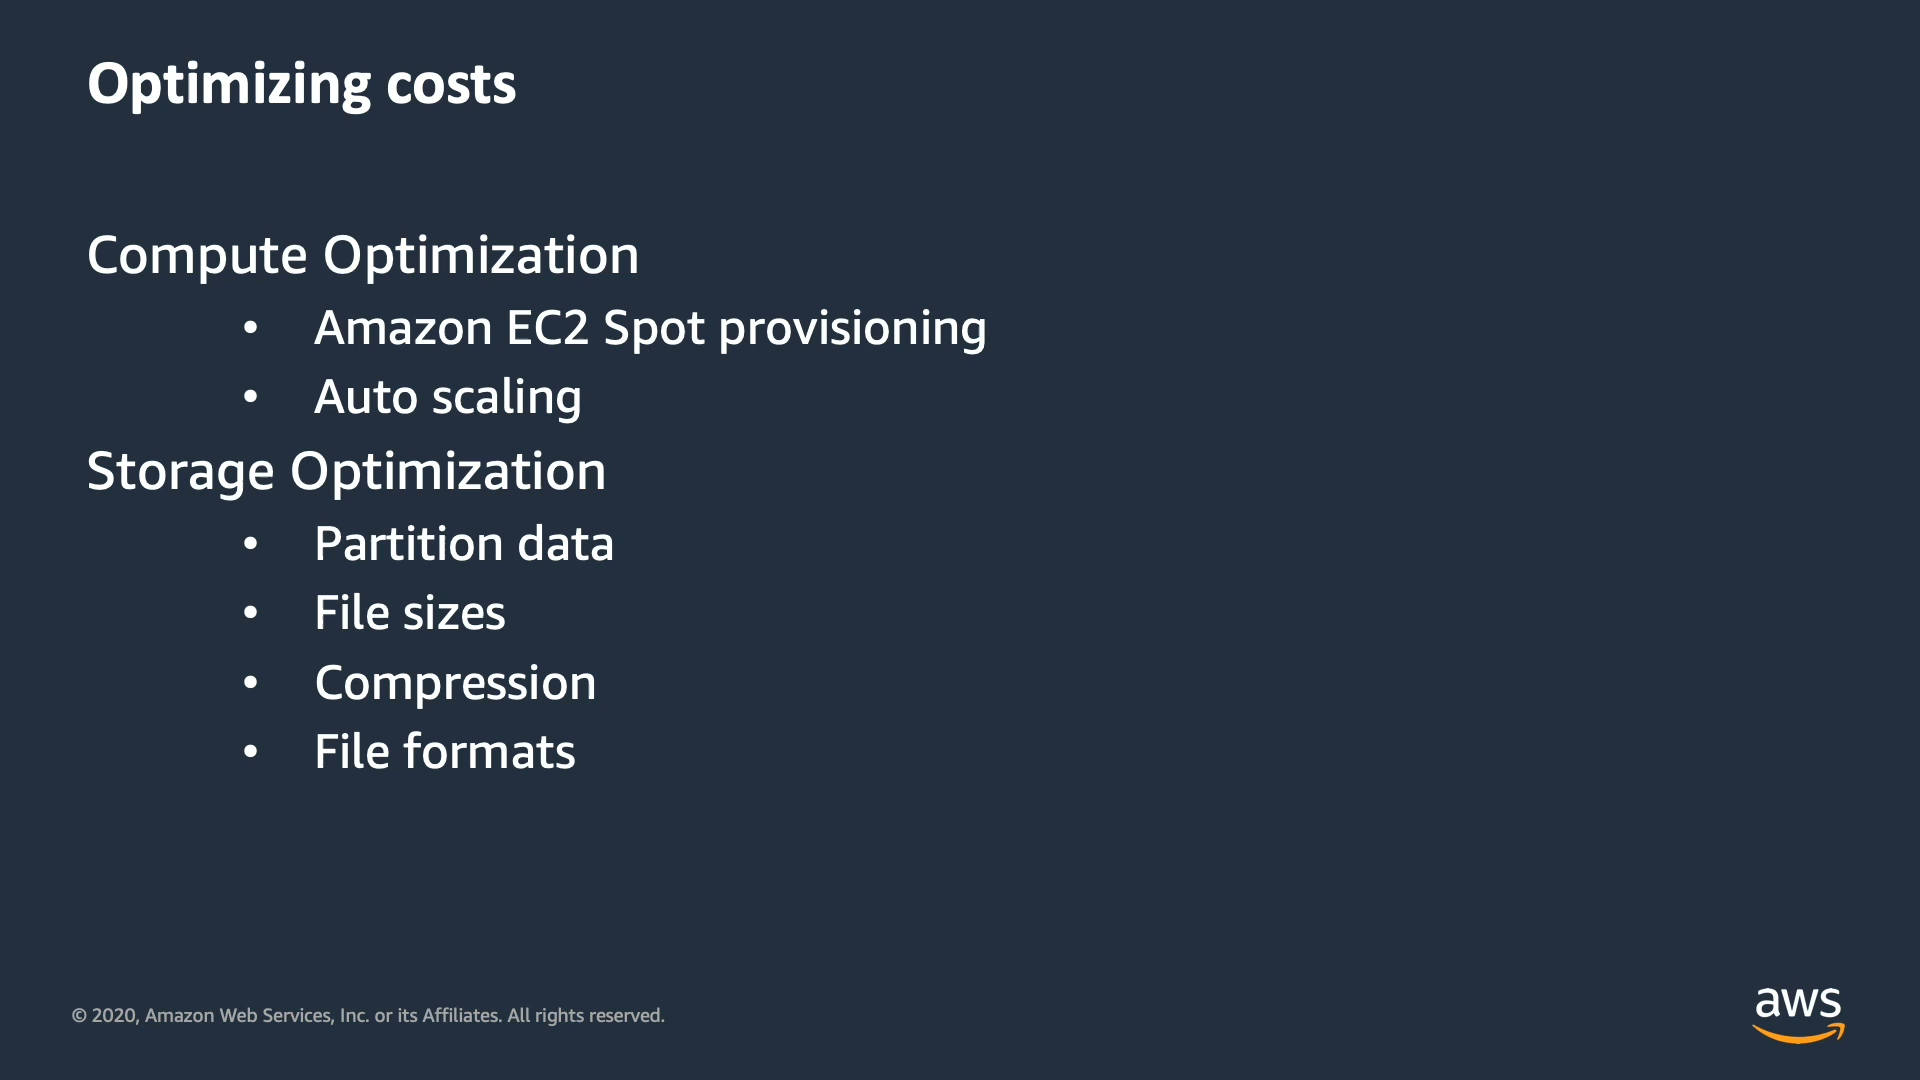 Optimizing costs
Compute Optimization
• Amazon EC2 Spot provisioning
• Auto scaling
Storage Optimization
• Partition data
• File sizes
• Compression
• File formats
© 2020, Amazon Web Services, Inc. or its Affiliates. All rights reserved.
aws